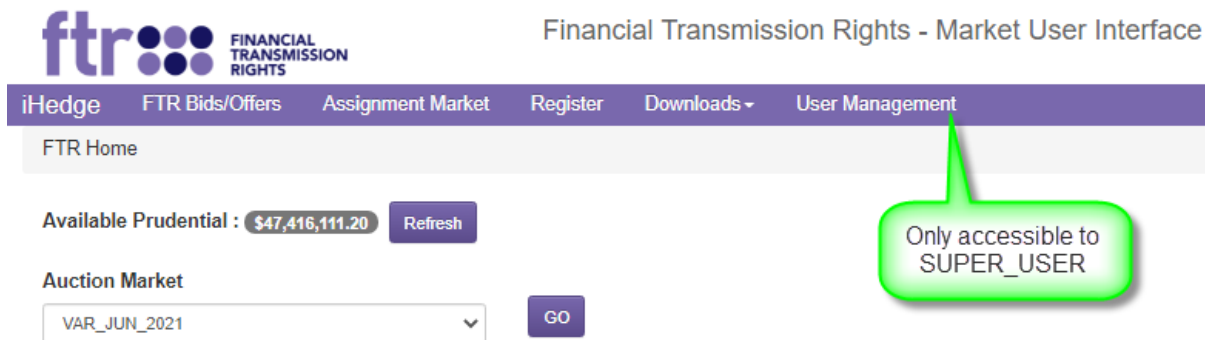 ftr FINANCIAL
TRANSMISSION
RIGHTS
Financial Transmission Rights - Market User Interface
iHedge FTR Bids/Offers Assignment Market Register Downloads User Management
FTR Home
Available Prudential : $47,416,111.20 Refresh
Only accessible to
SUPER_USER
Auction Market
VAR_JUN_2021 GO